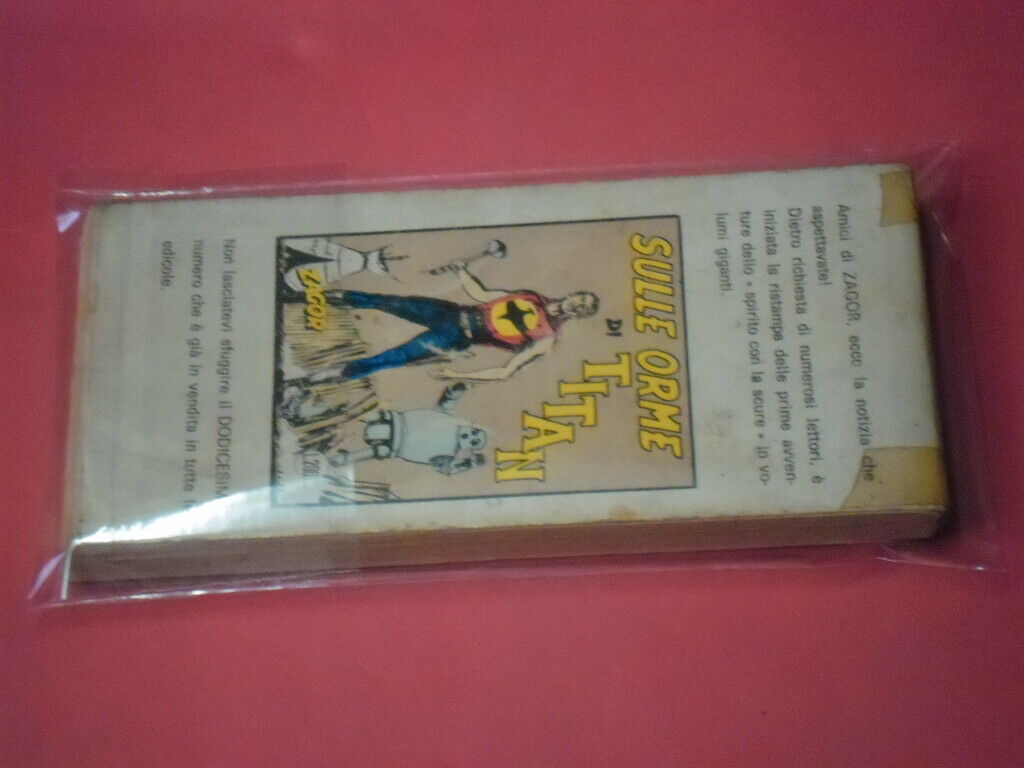 Amici di ZAGOR, ecco la notizia che
aspettavate!
Dietro richiesta di numerosi lettori, è
iniziata la ristampa delle prime avven-
ture dello « spirito con la scure » in vo-
lumi giganti.
SULLE ORME
DI
TITAN
ZAGOR
Non lasciatevi sfuggire il DODICESIM
numero che è già in vendita in tutte l
edicole